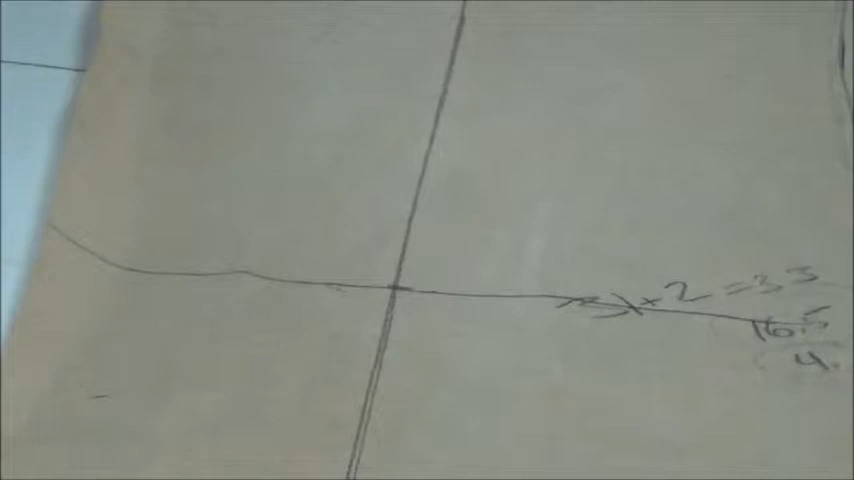 x 2 = 33
16.5
4.